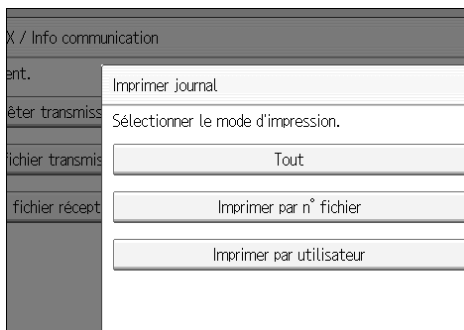 X / Info communication
ent.
êter transmiss
ichier transmis
fichier récept
Imprimer journal
Sélectionner le mode d'impression.
Tout
Imprimer par n° fichier
Imprimer par utilisateur